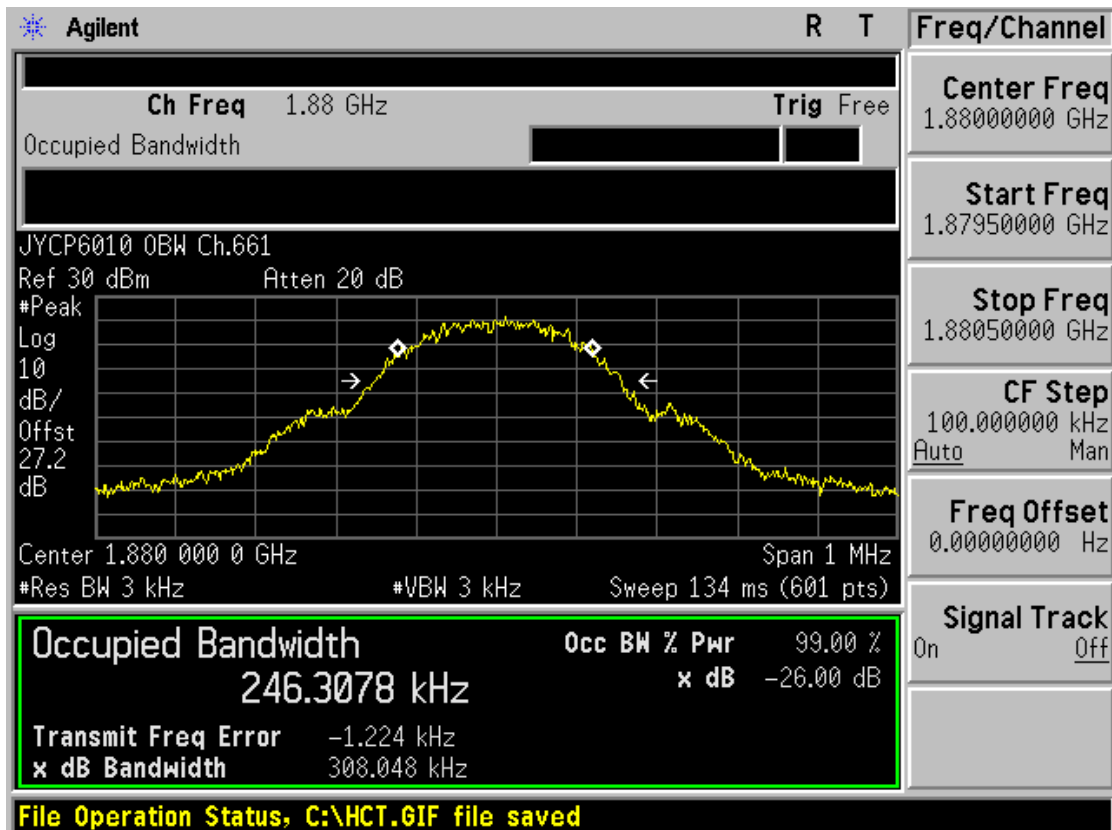 Agilent R T Freq/Channel
Ch Freq 1.88 GHz Trig Free
Occupied Bandwidth
JYCP6010 OBW Ch.661
Ref 30 dBm Atten 20 dB
#Peak
Log
10
dB/
Offst
27.2
dB
Center 1.880 000 0 GHz Span 1 MHz
#Res BW 3 kHz #VBW 3 kHz Sweep 134 ms (601 pts)
Occupied Bandwidth
246.3078 kHz
Occ BW % Pwr 99.00 %
x dB -26.00 dB
Transmit Freq Error -1.224 kHz
x dB Bandwidth 308.048 kHz
File Operation Status, C:\HCT.GIF file saved
Center Freq
1.88000000 GHz
Start Freq
1.87950000 GHz
Stop Freq
1.88050000 GHz
CF Step
100.000000 kHz
Auto Man
Freq Offset
0.00000000 Hz
Signal Track
On Off